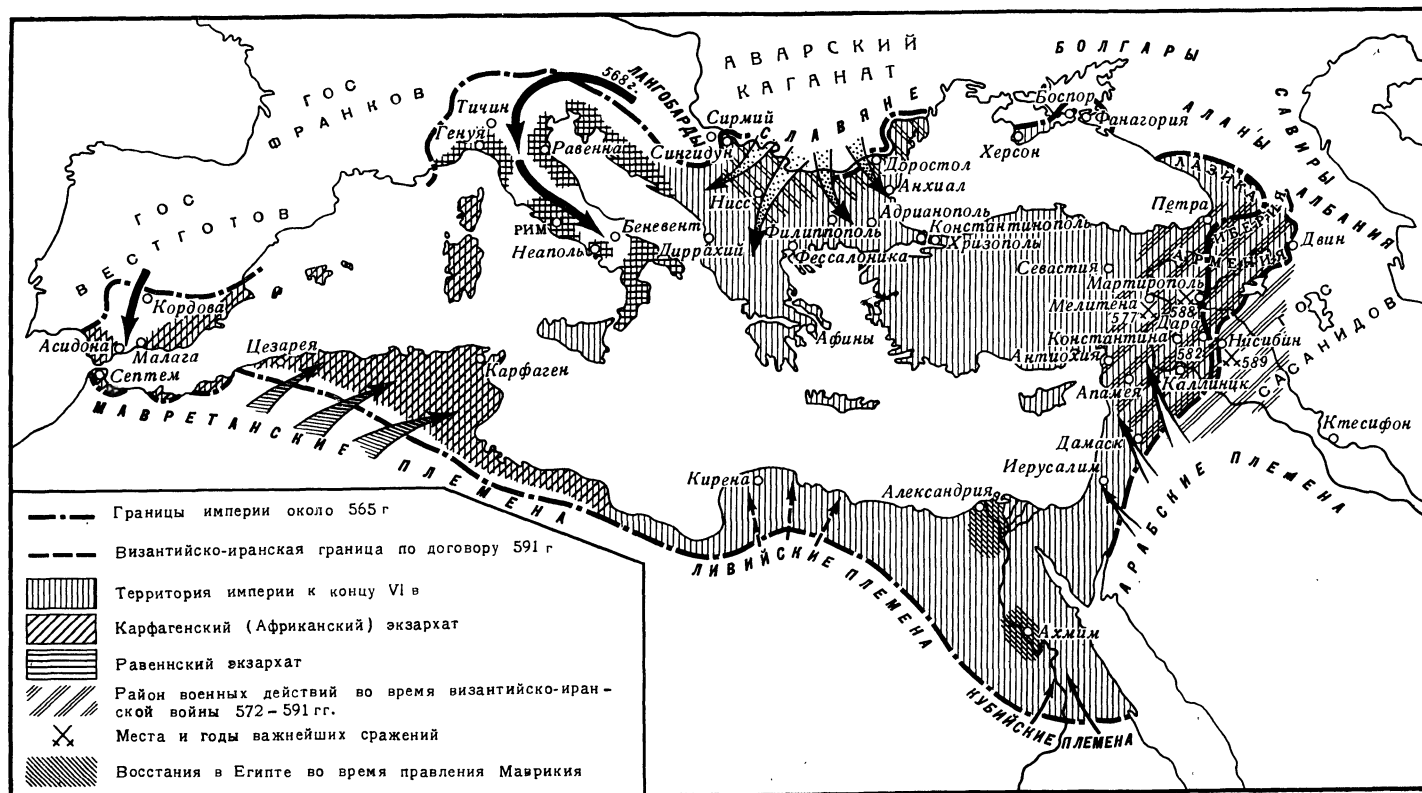 БОЛГАРЫ
АВАРСКИЙ
КАГАНАТ
ГОС
ФРАНКОВ
568 г.
ЛАНГОБАРДЫ
СЛАВЯНЕ
АЛАНЫ
САВИРЫ
АЛБАНИЯ
Тичин
Генуя
Равенна
Сирмий
Сингидун
Боспор
Фанагория
Херсон
Доростол
Анхиал
Нисс
ЛАЗИКА
ИБЕРИЯ
АРМЕНИЯ
Петра
Двин
ГОС
ВЕСТГОТОВ
РИМ
Беневент
Неаполь
Диррахий
Филиппополь
Адрианополь
Константинополь
Хризополь
Фессалоника
Севастия
Мартирополь
Мелитена
577
588
Дара
Константина
Нисибин
582
589
Антиохия
Каллиник
Апамея
Афины
ГОС
САСАНИДОВ
Ктесифон
Кордова
Асидона
Малага
Септем
Цезарея
Карфаген
МАВРЕТАНСКИЕ ПЛЕМЕНА
Дамаск
Иерусалим
Кирена
Александрия
АРАБСКИЕ ПЛЕМЕНА
ЛИВИЙСКИЕ ПЛЕМЕНА
Ахмим
КУБИЙСКИЕ ПЛЕМЕНА
Границы империи около 565 г
Византийско-иранская граница по договору 591 г
Территория империи к концу VI в
Карфагенский (Африканский) экзархат
Равеннский экзархат
Район военных действий во время византийско-иран-
ской войны 572-591 гг.
Места и годы важнейших сражений
Восстания в Египте во время правления Маврикия